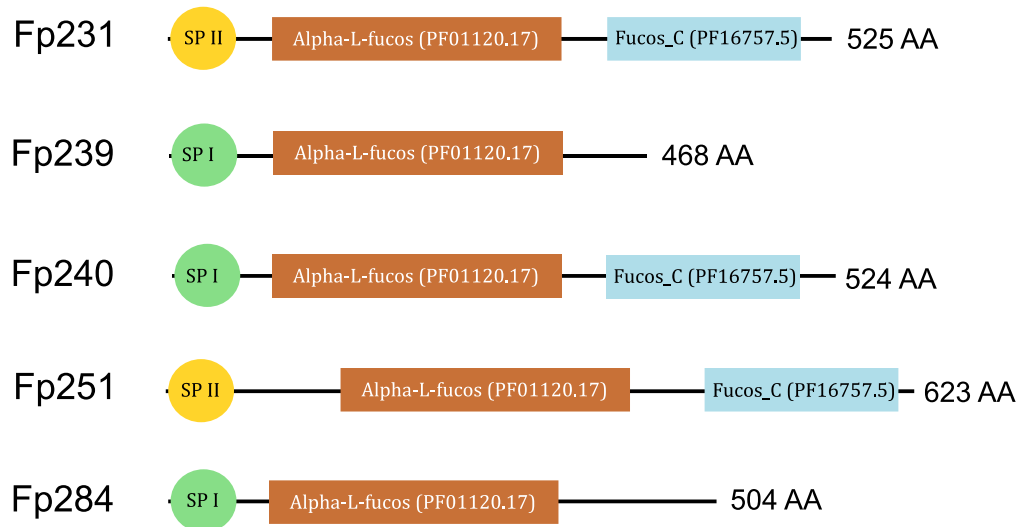 Fp231 SP II Alpha-L-fucos (PF01120.17) Fucos_C (PF16757.5) 525 AA
Fp239 SP I Alpha-L-fucos (PF01120.17) 468 AA
Fp240 SP I Alpha-L-fucos (PF01120.17) Fucos_C (PF16757.5) 524 AA
Fp251 SP II Alpha-L-fucos (PF01120.17) Fucos_C (PF16757.5) 623 AA
Fp284 SP I Alpha-L-fucos (PF01120.17) 504 AA